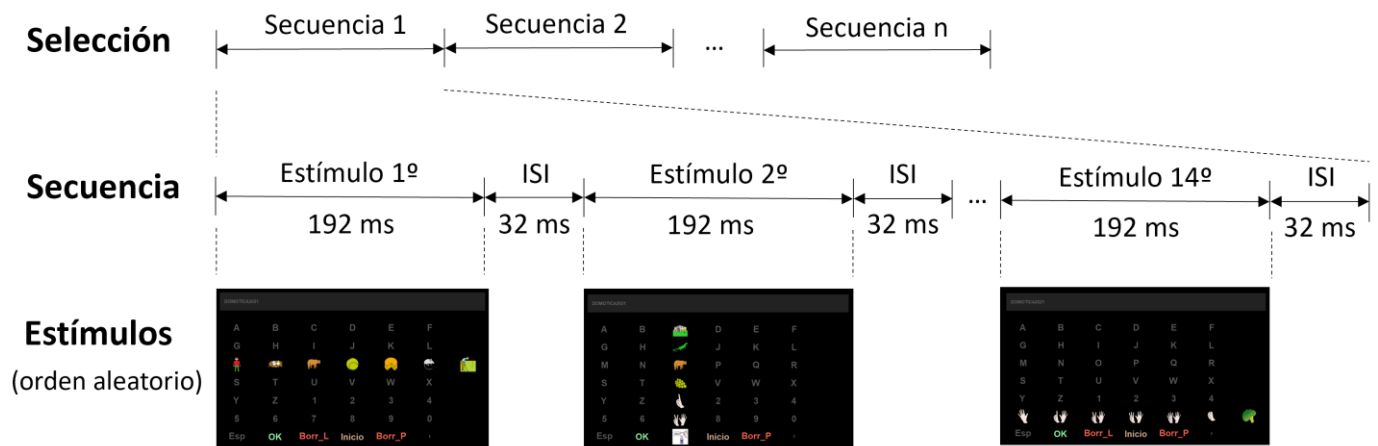 Selección
Secuencia 1
Secuencia 2
...
Secuencia n
Secuencia
Estímulo 1º
ISI
Estímulo 2º
ISI
...
Estímulo 14º
ISI
192 ms
32 ms
192 ms
32 ms
192 ms
32 ms
Estímulos
(orden aleatorio)
A B C D E F
G H I J K L
S T U V W X
Y Z 1 2 3 4
5 6 7 8 9 0
Esp OK Borr_L Inicio Borr_P
A B D E F
G H J K L
M N P Q R
S T V W X
Y Z 2 3 4
5 6 8 9 0
Esp OK Inicio Borr_P
A B C D E F
G H I J K L
M N O P Q R
S T U V W X
Y Z 1 2 3 4
Esp OK Borr_L Inicio Borr_P